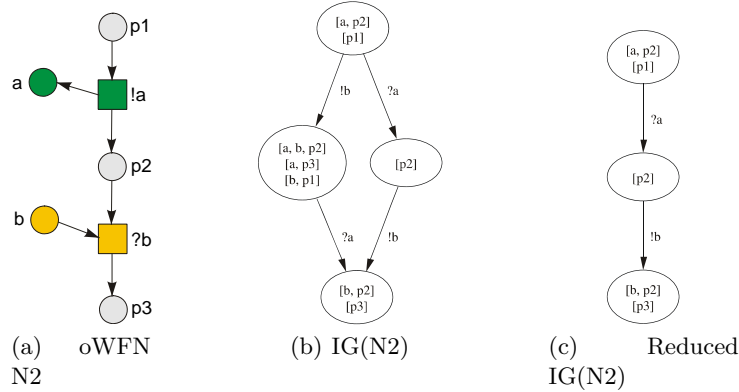 p1
a
!a
p2
b
?b
p3
(a) oWFN
N2
[a, p2]
[p1]
!b
?a
[a, b, p2]
[a, p3]
[b, p1]
[p2]
?a
!b
[b, p2]
[p3]
(b) IG(N2)
[a, p2]
[p1]
?a
[p2]
!b
[b, p2]
[p3]
(c) Reduced
IG(N2)